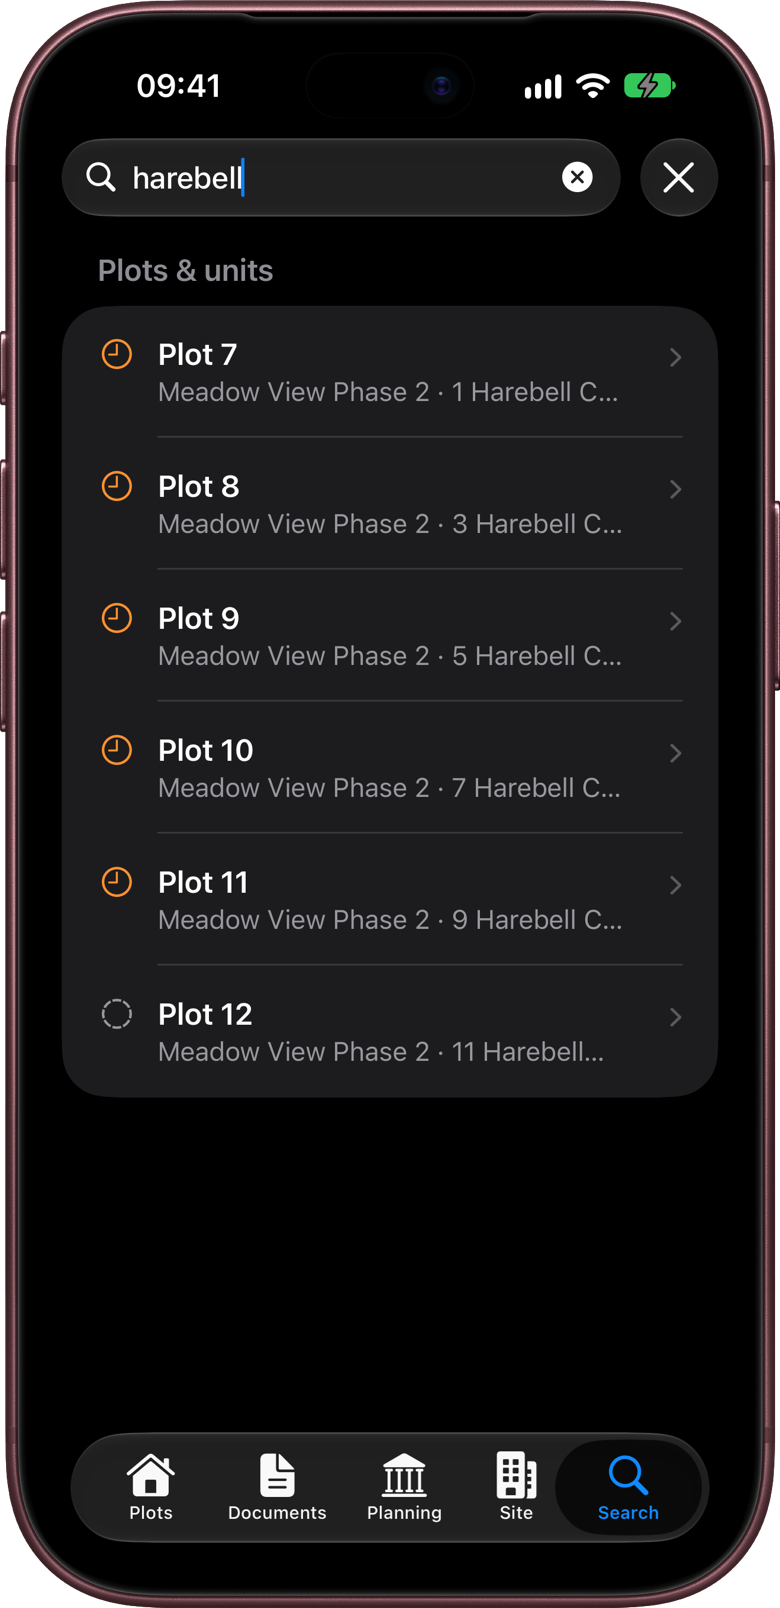 09:41
harebell
Plots & units
Plot 7
Meadow View Phase 2 · 1 Harebell C...
Plot 8
Meadow View Phase 2 · 3 Harebell C...
Plot 9
Meadow View Phase 2 · 5 Harebell C...
Plot 10
Meadow View Phase 2 · 7 Harebell C...
Plot 11
Meadow View Phase 2 · 9 Harebell C...
Plot 12
Meadow View Phase 2 · 11 Harebell...
Plots
Documents
Planning
Site
Search